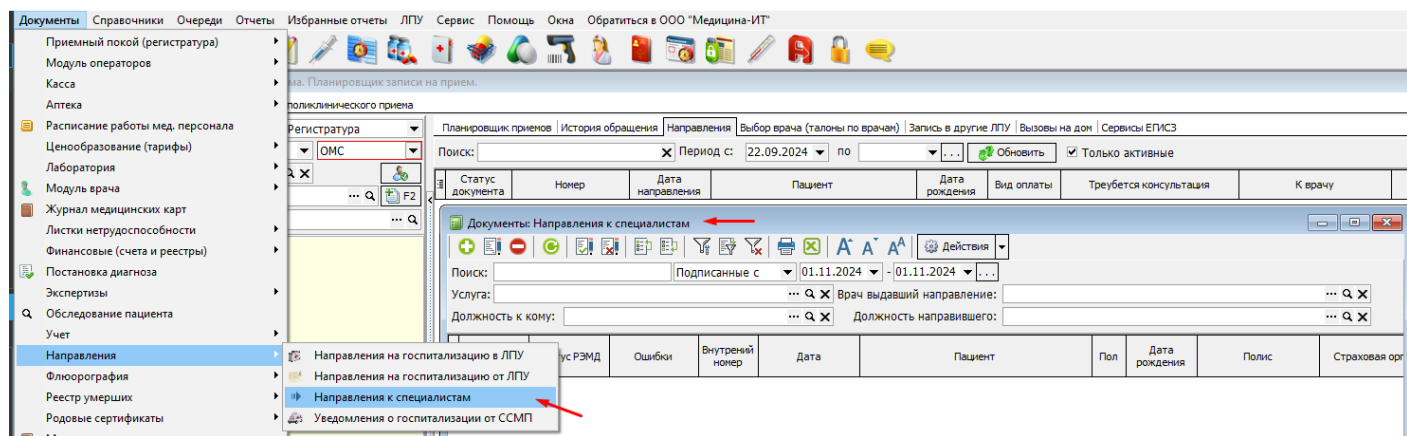 Документы Справочники Очереди Отчеты Избранные отчеты ЛПУ Сервис Помощь Окна Обратиться в ООО "Медицина-ИТ"
Приемный покой (регистратура)
Модуль операторов
Касса
Аптека
Расписание работы мед. персонала
Ценообразование (тарифы)
Лаборатория
Модуль врача
Журнал медицинских карт
Листки нетрудоспособности
Финансовые (счета и реестры)
Постановка диагноза
Экспертизы
Обследование пациента
Учет
Направления
Флюорография
Реестр умерших
Родовые сертификаты
Направления на госпитализацию в ЛПУ
Направления на госпитализацию от ЛПУ
Направления к специалистам
Уведомления о госпитализации от ССМП
ма. Планировщик записи на прием.
поликлинического приема
Регистратура
ОМС
F2
Планировщик приемов История обращения Направления Выбор врача (талоны по врачам) Запись в другие ЛПУ Вызовы на дом Сервисы ЕГИСЗ
Поиск: Период с: 22.09.2024 по ... Обновить Только активные
Статус документа Номер Дата направления Пациент Дата рождения Вид оплаты Треубется консультация К врачу
Документы: Направления к специалистам
Действия
Поиск: Подписанные с 01.11.2024 - 01.11.2024 ...
Услуга: Врач выдавший направление:
Должность к кому: Должность направившего:
ус РЭМД Ошибки Внутрений номер Дата Пациент Пол Дата рождения Полис Страховая орг